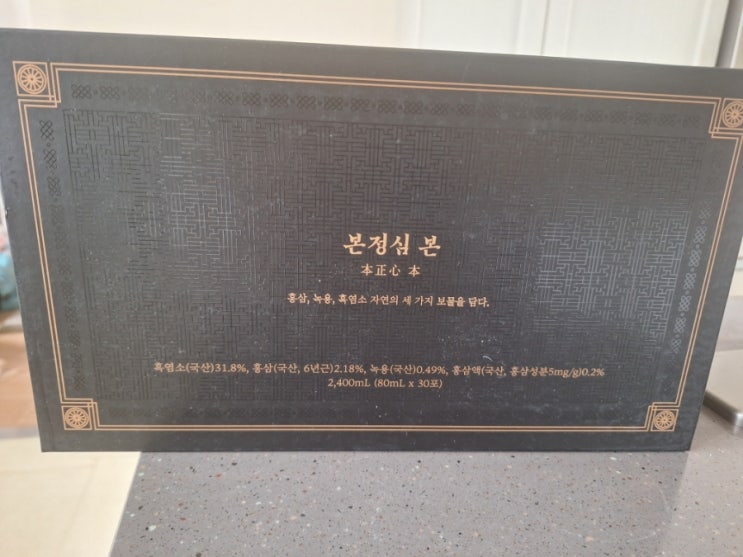 본정심 본
本正心 本
홍삼, 녹용, 흑염소 자연의 세 가지 보물을 담다.
흑염소(국산)31.8%, 홍삼(국산, 6년근)2.18%, 녹용(국산)0.49%, 홍삼액(국산, 홍삼성분5mg/g)0.2%
2,400mL (80mL x 30포)